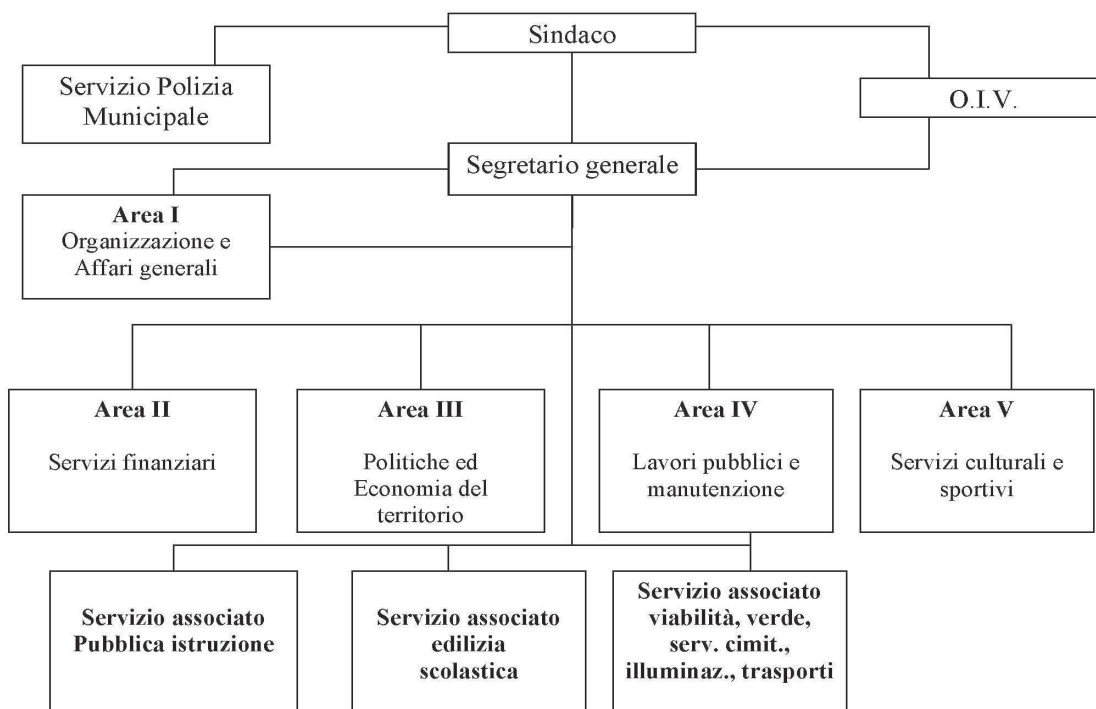 Sindaco
Servizio Polizia
Municipale
O.I.V.
Segretario generale
Area I
Organizzazione e
Affari generali
Area II
Servizi finanziari
Area III
Politiche ed
Economia del
territorio
Area IV
Lavori pubblici e
manutenzione
Area V
Servizi culturali e
sportivi
Servizio associato
Pubblica istruzione
Servizio associato
edilizia
scolastica
Servizio associato
viabilità, verde,
serv. cimit.,
illuminaz., trasporti